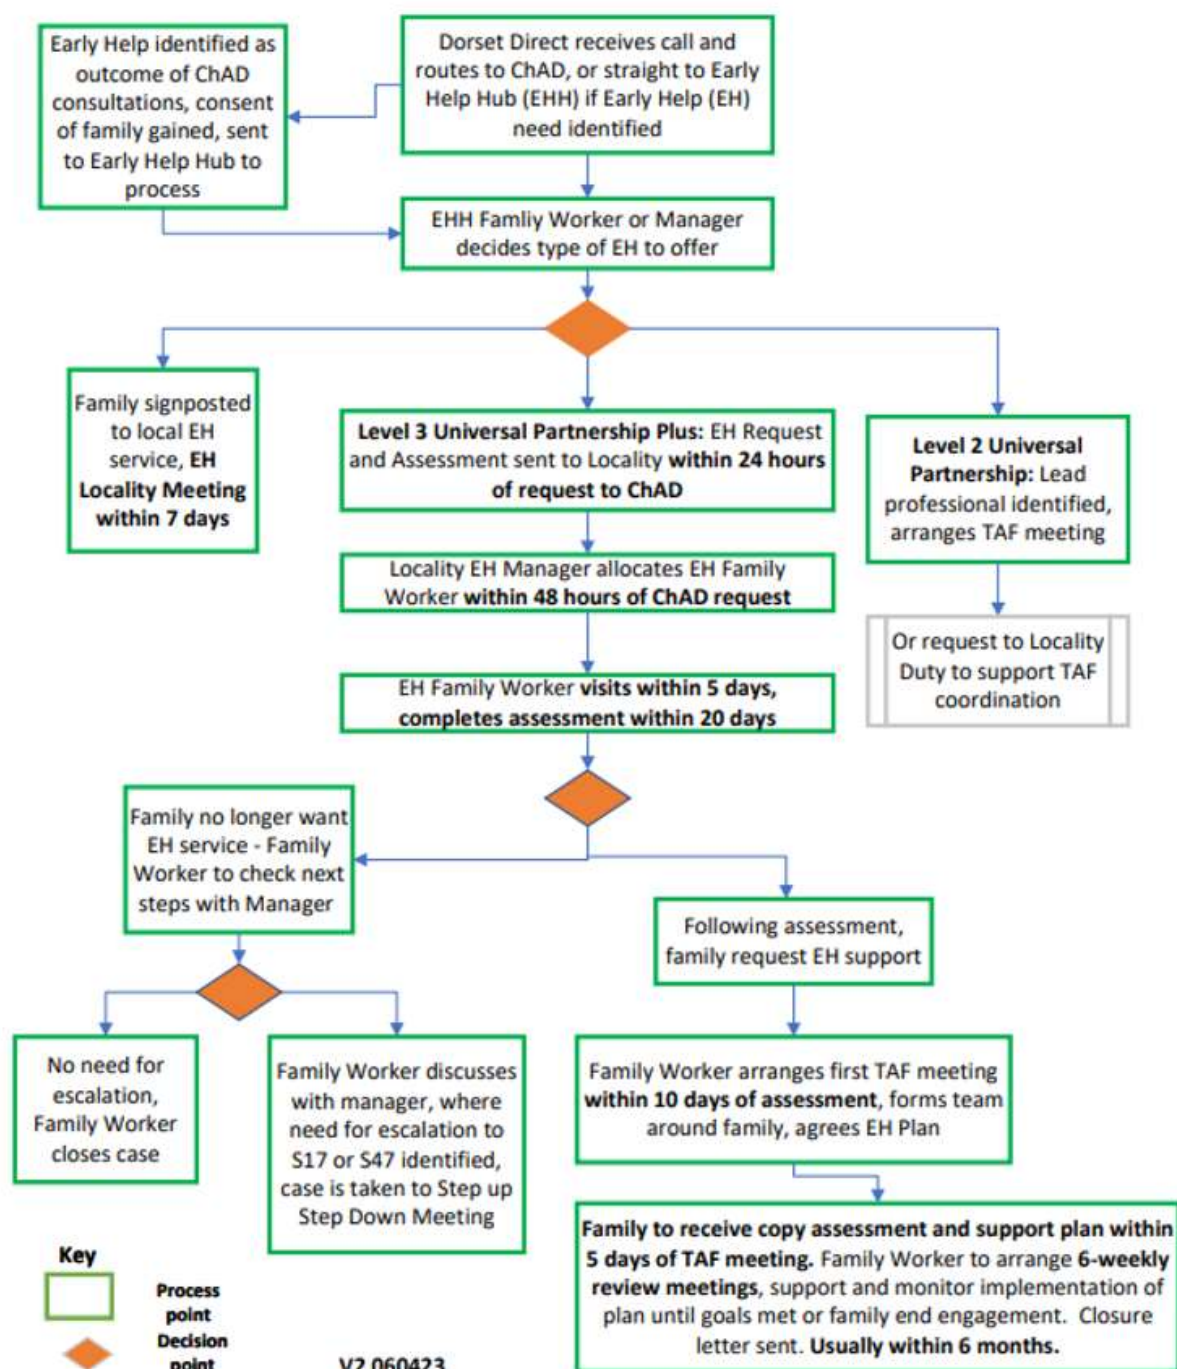 Early Help identified as
outcome of ChAD
consultations, consent
of family gained, sent
to Early Help Hub to
process
Dorset Direct receives call and
routes to ChAD, or straight to Early
Help Hub (EHH) if Early Help (EH)
need identified
EHH Famliy Worker or Manager
decides type of EH to offer
Family signposted
to local EH
service, EH
Locality Meeting
within 7 days
Level 3 Universal Partnership Plus: EH Request
and Assessment sent to Locality within 24 hours
of request to ChAD
Level 2 Universal
Partnership: Lead
professional identified,
arranges TAF meeting
Locality EH Manager allocates EH Family
Worker within 48 hours of ChAD request
Or request to Locality
Duty to support TAF
coordination
EH Family Worker visits within 5 days,
completes assessment within 20 days
Family no longer want
EH service - Family
Worker to check next
steps with Manager
Following assessment,
family request EH support
No need for
escalation,
Family Worker
closes case
Family Worker discusses
with manager, where
need for escalation to
S17 or S47 identified,
case is taken to Step up
Step Down Meeting
Family Worker arranges first TAF meeting
within 10 days of assessment, forms team
around family, agrees EH Plan
Family to receive copy assessment and support plan within
5 days of TAF meeting. Family Worker to arrange 6-weekly
review meetings, support and monitor implementation of
plan until goals met or family end engagement. Closure
letter sent. Usually within 6 months.
Key
Process
point
Decision
point
V2 060423